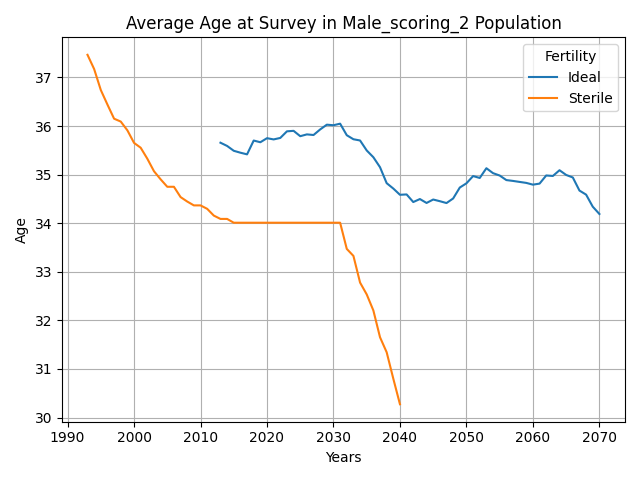 Average Age at Survey in Male_scoring_2 Population
Fertility
Ideal
Sterile
37
36
35
34
33
32
31
30
Age
1990 2000 2010 2020 2030 2040 2050 2060 2070
Years